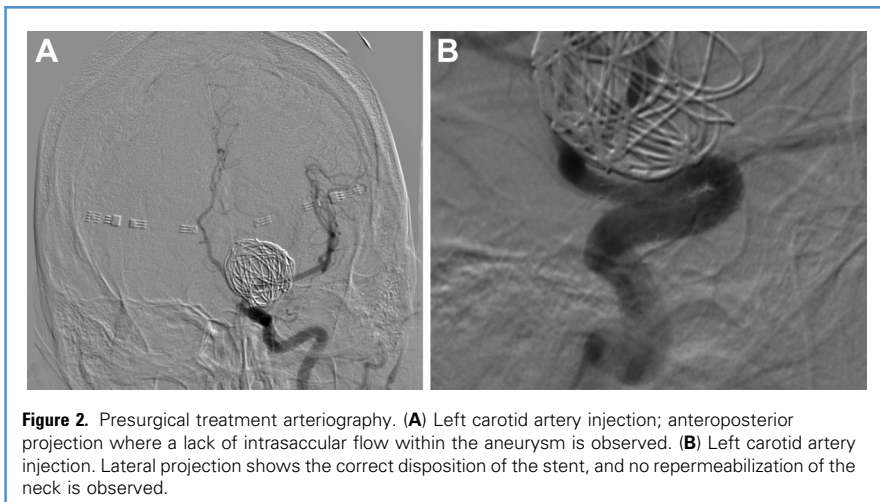 A
B
Figure 2. Presurgical treatment arteriography. (A) Left carotid artery injection; anteroposterior
projection where a lack of intrasaccular flow within the aneurysm is observed. (B) Left carotid artery
injection. Lateral projection shows the correct disposition of the stent, and no repermeabilization of the
neck is observed.